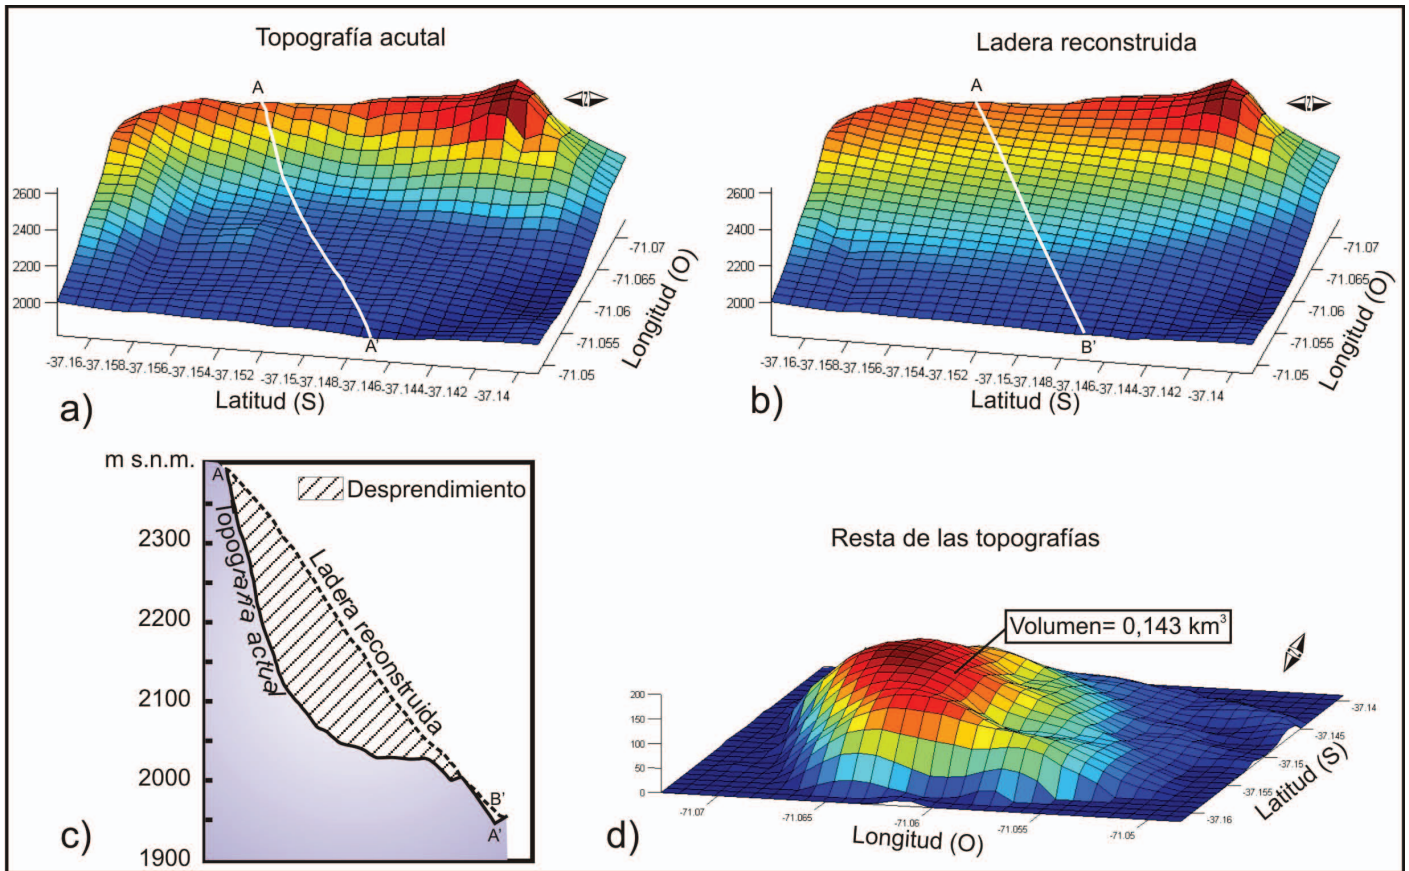 Topografía acutal
A
2600
2400
2200
2000
-37.16
-37.158
-37.156
-37.154
-37.152
-37.15
-37.148
-37.146
-37.144
-37.142
-37.14
-71.07
-71.065
-71.06
-71.055
-71.05
A'
Latitud (S)
Longitud (O)
a)
Ladera reconstruida
A
2600
2400
2200
2000
-37.16
-37.158
-37.156
-37.154
-37.152
-37.15
-37.148
-37.146
-37.144
-37.142
-37.14
-71.07
-71.065
-71.06
-71.055
-71.05
B'
Latitud (S)
Longitud (O)
b)
m s.n.m.
A
Desprendimiento
2300
2200
2100
2000
1900
Topografía actual
Ladera reconstruida
B'
A'
c)
Resta de las topografías
Volumen= 0,143 km³
200
150
100
50
0
-71.07
-71.065
-71.06
-71.055
-71.05
-37.14
-37.145
-37.15
-37.155
-37.16
Longitud (O)
Latitud (S)
d)